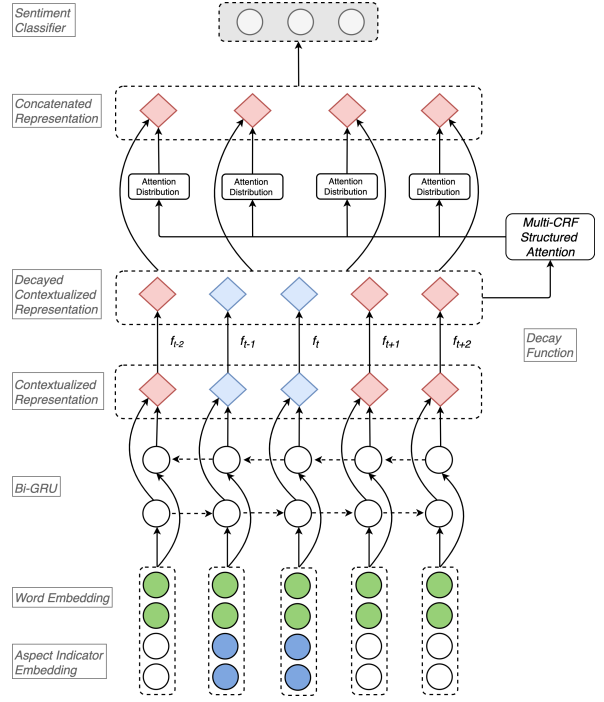 Sentiment
Classifier
Concatenated
Representation
Attention
Distribution
Attention
Distribution
Attention
Distribution
Attention
Distribution
Multi-CRF
Structured
Attention
Decayed
Contextualized
Representation
f_{t-2}
f_{t-1}
f_t
f_{t+1}
f_{t+2}
Decay
Function
Contextualized
Representation
Bi-GRU
Word Embedding
Aspect Indicator
Embedding